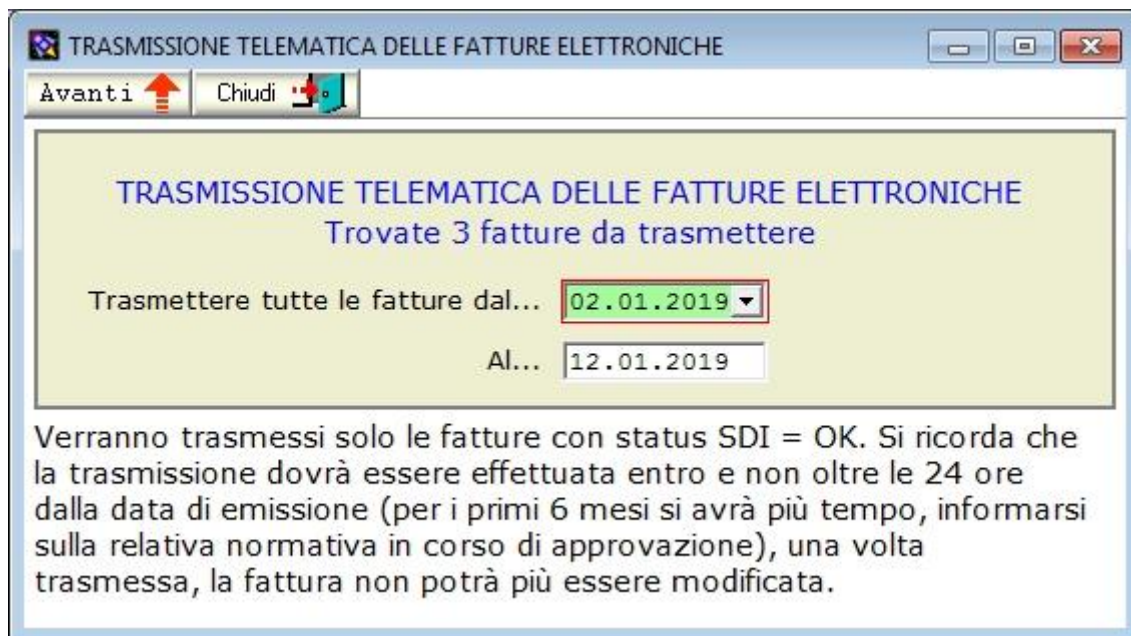 TRASMISSIONE TELEMATICA DELLE FATTURE ELETTRONICHE
Avanti Chiudi
TRASMISSIONE TELEMATICA DELLE FATTURE ELETTRONICHE
Trovate 3 fatture da trasmettere
Trasmettere tutte le fatture dal... 02.01.2019
Al... 12.01.2019
Verranno trasmessi solo le fatture con status SDI = OK. Si ricorda che
la trasmissione dovrà essere effettuata entro e non oltre le 24 ore
dalla data di emissione (per i primi 6 mesi si avrà più tempo, informarsi
sulla relativa normativa in corso di approvazione), una volta
trasmessa, la fattura non potrà più essere modificata.